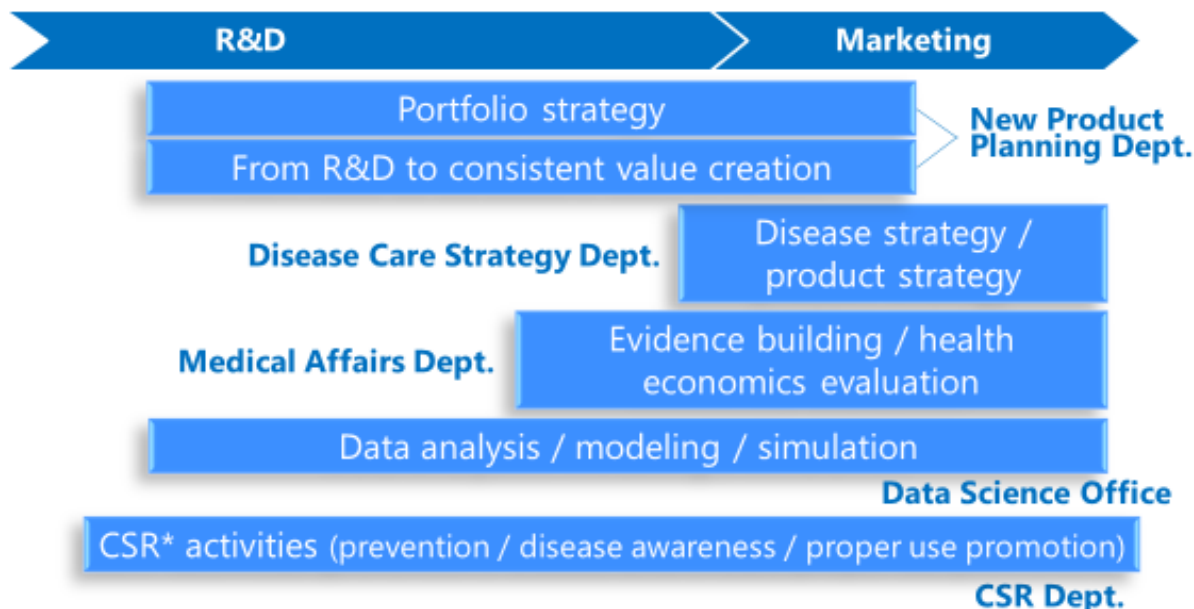 R&D
Marketing
Portfolio strategy
From R&D to consistent value creation
New Product
Planning Dept.
Disease Care Strategy Dept.
Disease strategy /
product strategy
Medical Affairs Dept.
Evidence building / health
economics evaluation
Data analysis / modeling / simulation
Data Science Office
CSR* activities (prevention / disease awareness / proper use promotion)
CSR Dept.